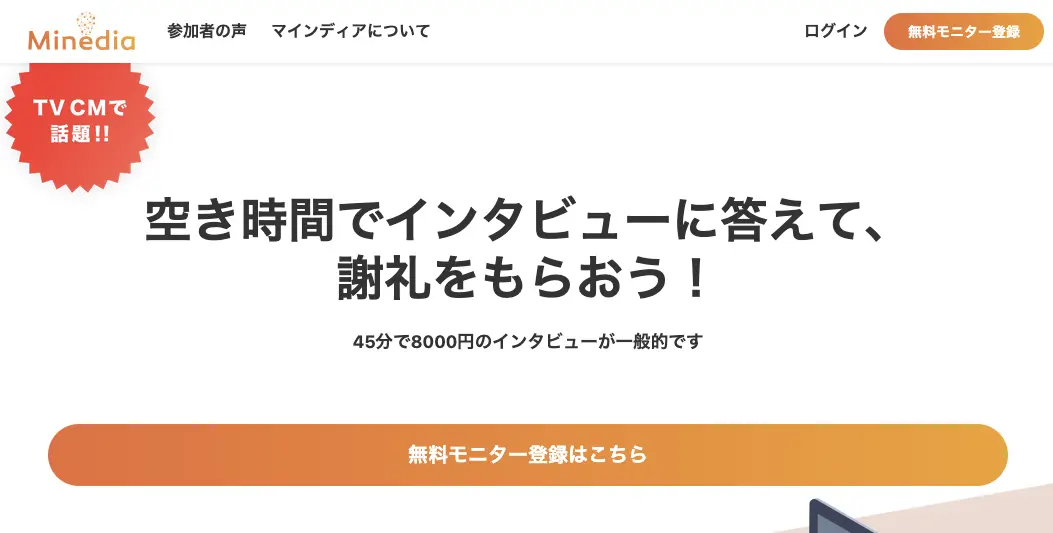 Minedia
参加者の声
マインディアについて
ログイン
無料モニター登録
TV CMで
話題!!
空き時間でインタビューに答えて、
謝礼をもらおう！
45分で8000円のインタビューが一般的です
無料モニター登録はこちら